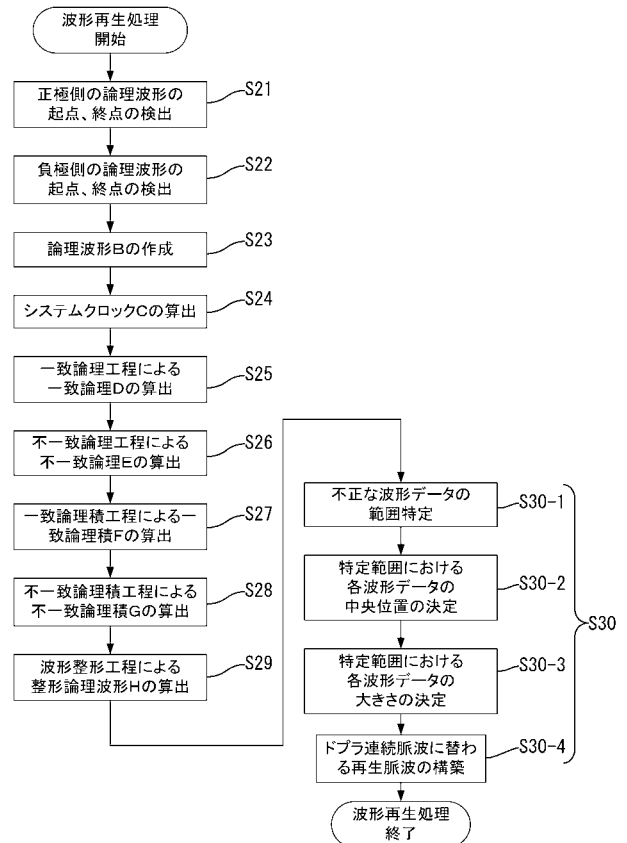 波形再生処理
開始
正極側の論理波形の
起点、終点の検出
S21
負極側の論理波形の
起点、終点の検出
S22
論理波形Bの作成
S23
システムクロックCの算出
S24
一致論理工程による
一致論理Dの算出
S25
不一致論理工程による
不一致論理Eの算出
S26
一致論理積工程による一
致論理積Fの算出
S27
不一致論理積工程による
不一致論理積Gの算出
S28
波形整形工程による
整形論理波形Hの算出
S29
不正な波形データの
範囲特定
S30-1
特定範囲における
各波形データの
中央位置の決定
S30-2
特定範囲における
各波形データの
大きさの決定
S30-3
ドプラ連続脈波に替わ
る再生脈波の構築
S30-4
S30
波形再生処理
終了